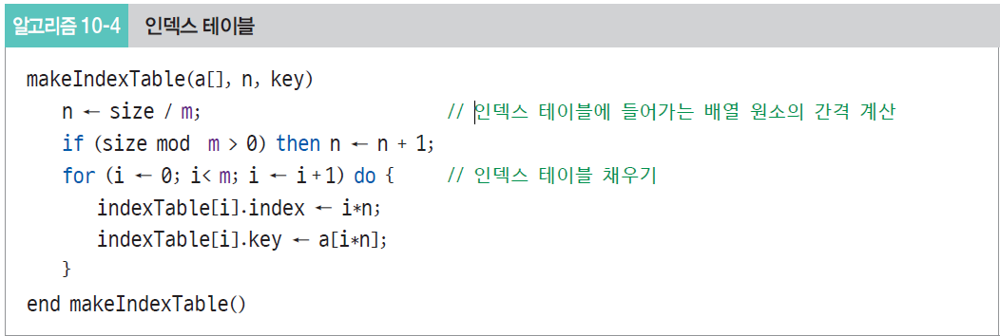 알고리즘 10-4 인덱스 테이블
makeIndexTable(a[], n, key)
n ← size / m; // 인덱스 테이블에 들어가는 배열 원소의 간격 계산
if (size mod m > 0) then n ← n + 1;
for (i ← 0; i< m; i ← i+1) do { // 인덱스 테이블 채우기
indexTable[i].index ← i*n;
indexTable[i].key ← a[i*n];
}
end makeIndexTable()